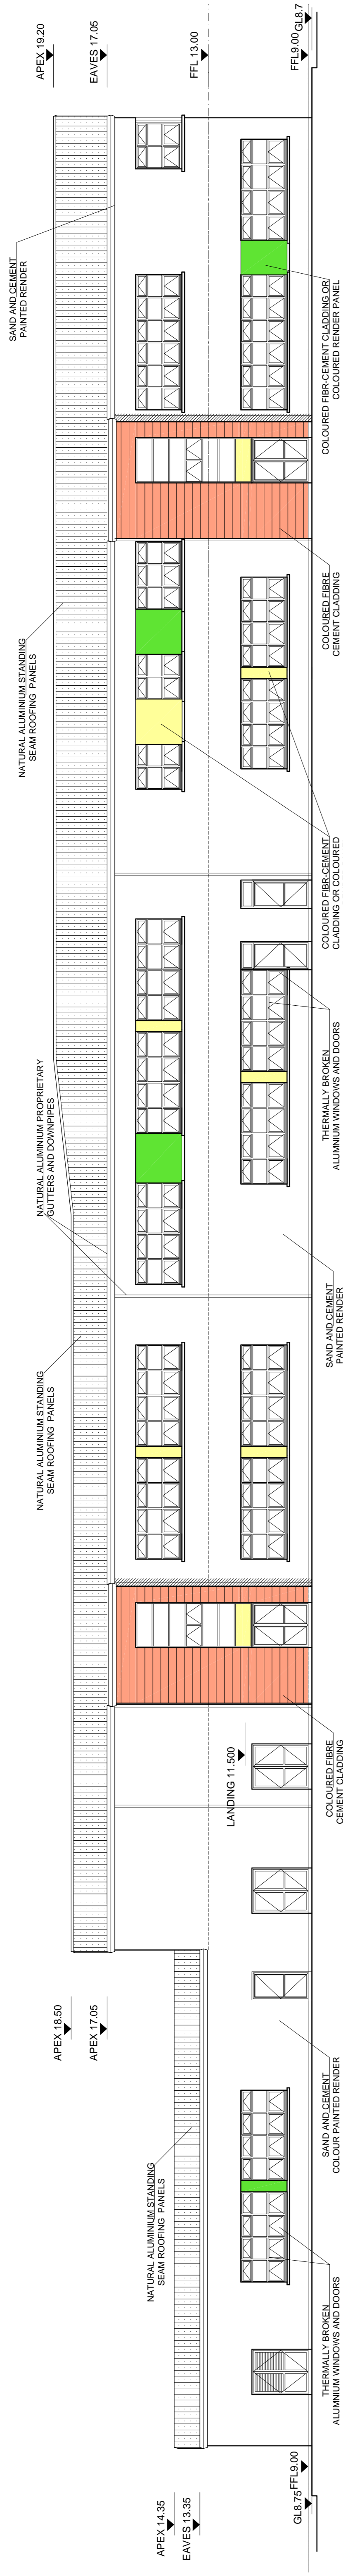 APEX 14.35
EAVES 13.35
GL8.75
FFL9.00
NATURAL ALUMINIUM STANDING
SEAM ROOFING PANELS
THERMALLY BROKEN
ALUMNIUM WINDOWS AND DOORS
APEX 18.50
APEX 17.05
SAND AND CEMENT
COLOUR PAINTED RENDER
LANDING 11.500
COLOURED FIBRE
CEMENT CLADDING
NATURAL ALUMINIUM STANDING
SEAM ROOFING PANELS
SAND AND CEMENT
PAINTED RENDER
NATURAL ALUMINIUM PROPRIETARY
GUTTERS AND DOWNPIPES
THERMALLY BROKEN
ALUMNIUM WINDOWS AND DOORS
COLOURED FIBR-CEMENT
CLADDING OR COLOURED
NATURAL ALUMINIUM STANDING
SEAM ROOFING PANELS
COLOURED FIBRE
CEMENT CLADDING
COLOURED FIBR-CEMENT CLADDING OR
COLOURED RENDER PANEL
SAND AND CEMENT
PAINTED RENDER
APEX 19.20
EAVES 17.05
FFL 13.00
FFL9.00
GL8.7